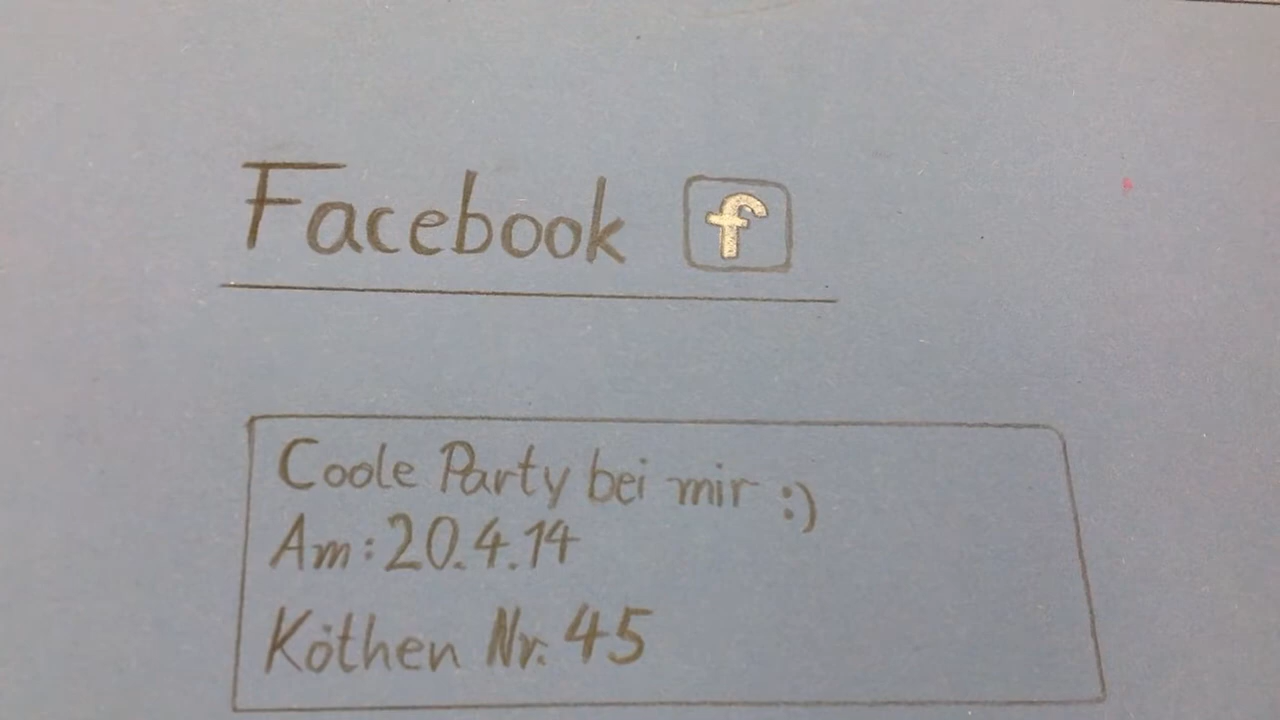 Facebook f
Coole Party bei mir :)
Am: 20.4.14
Köthen Nr. 45